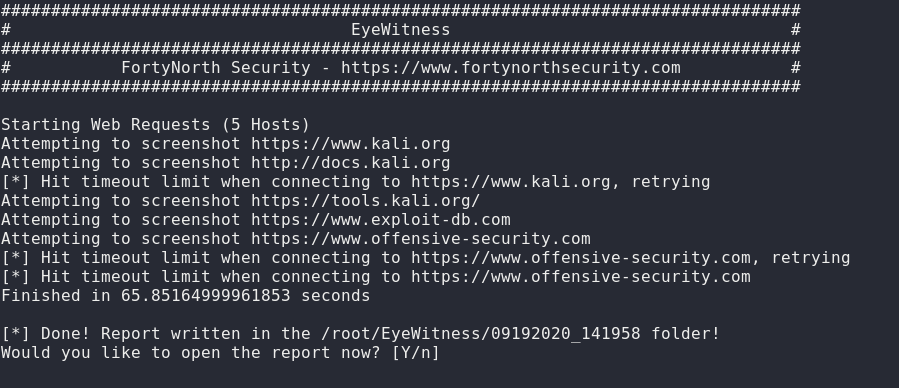 ################################################################################
#                                  EyeWitness                                  #
################################################################################
#           FortyNorth Security - https://www.fortynorthsecurity.com           #
################################################################################

Starting Web Requests (5 Hosts)
Attempting to screenshot https://www.kali.org
Attempting to screenshot http://docs.kali.org
[*] Hit timeout limit when connecting to https://www.kali.org, retrying
Attempting to screenshot https://tools.kali.org/
Attempting to screenshot https://www.exploit-db.com
Attempting to screenshot https://www.offensive-security.com
[*] Hit timeout limit when connecting to https://www.offensive-security.com, retrying
[*] Hit timeout limit when connecting to https://www.offensive-security.com
Finished in 65.85164999961853 seconds

[*] Done! Report written in the /root/EyeWitness/09192020_141958 folder!
Would you like to open the report now? [Y/n]